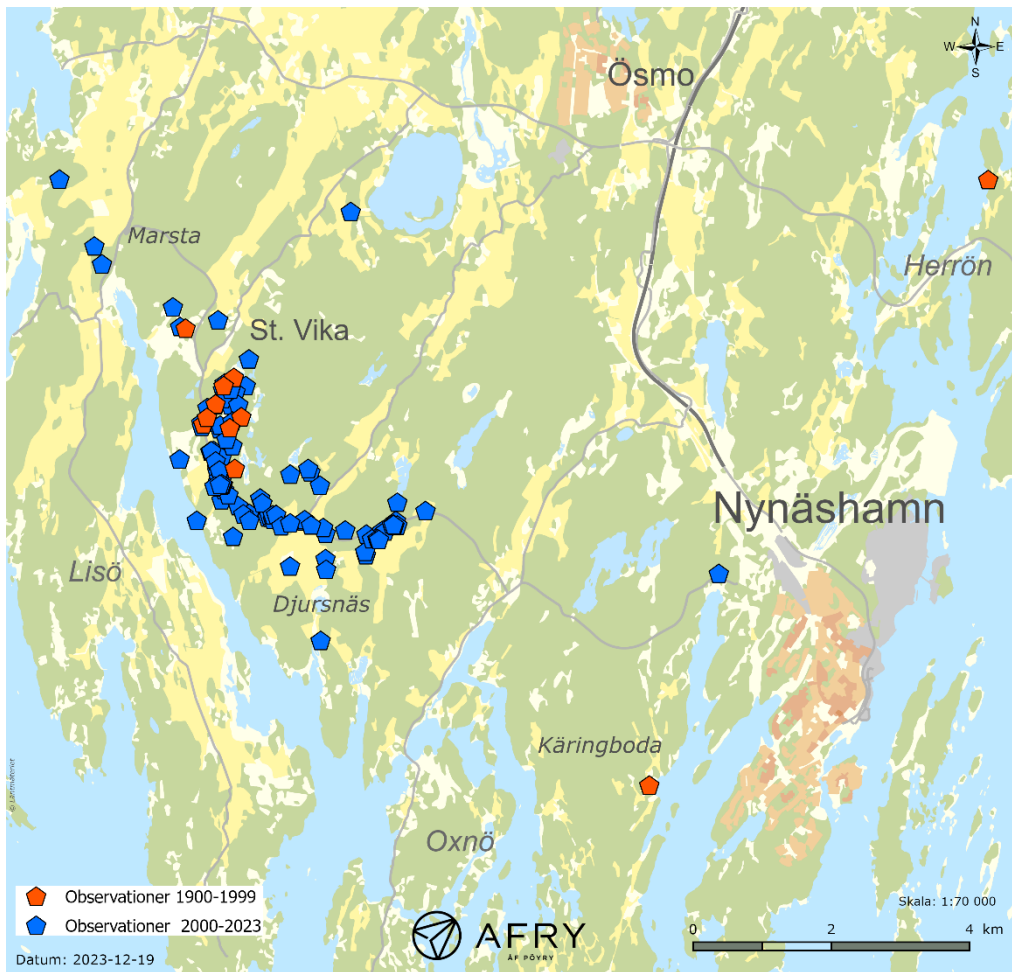 N
W E
S
Ösmo
Marsta
Herrön
St. Vika
Nynäshamn
Lisö
Djursnäs
Käringboda
Oxnö
© Lantmäteriet
Observationer 1900-1999
Observationer 2000-2023
Skala: 1:70 000
AFRY
ÅF PÖYRY
0 2 4 km
Datum: 2023-12-19